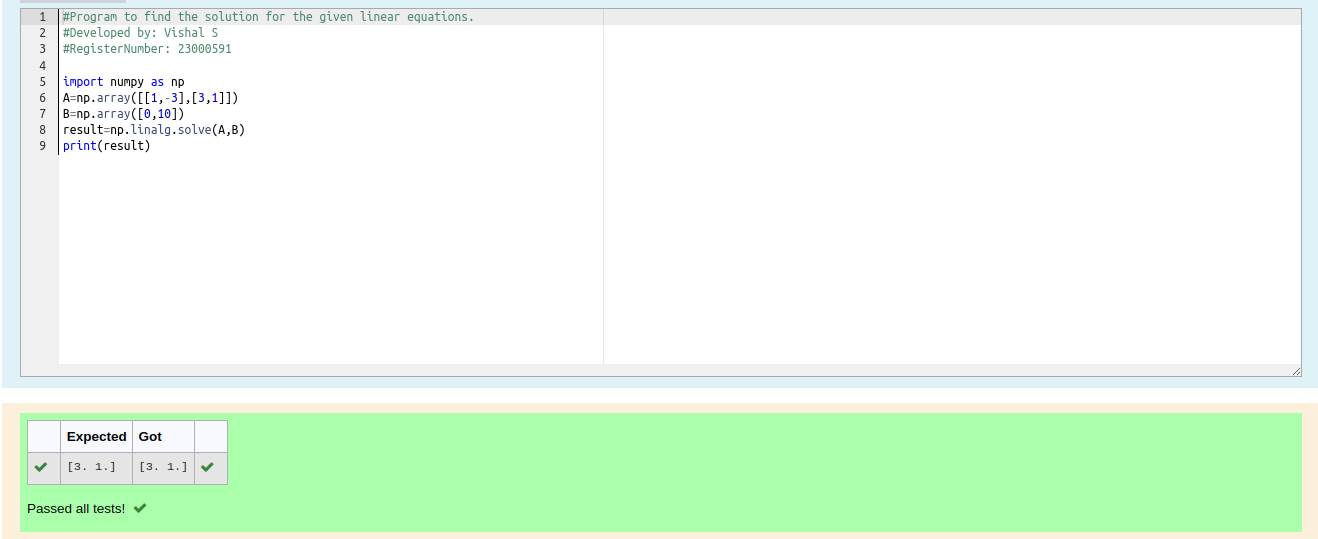 1 #Program to find the solution for the given linear equations.
2 #Developed by: Vishal S
3 #RegisterNumber: 23000591
4
5 import numpy as np
6 A=np.array([[1,-3],[3,1]])
7 B=np.array([0,10])
8 result=np.linalg.solve(A,B)
9 print(result)
Expected Got
[3. 1.] [3. 1.]
Passed all tests!